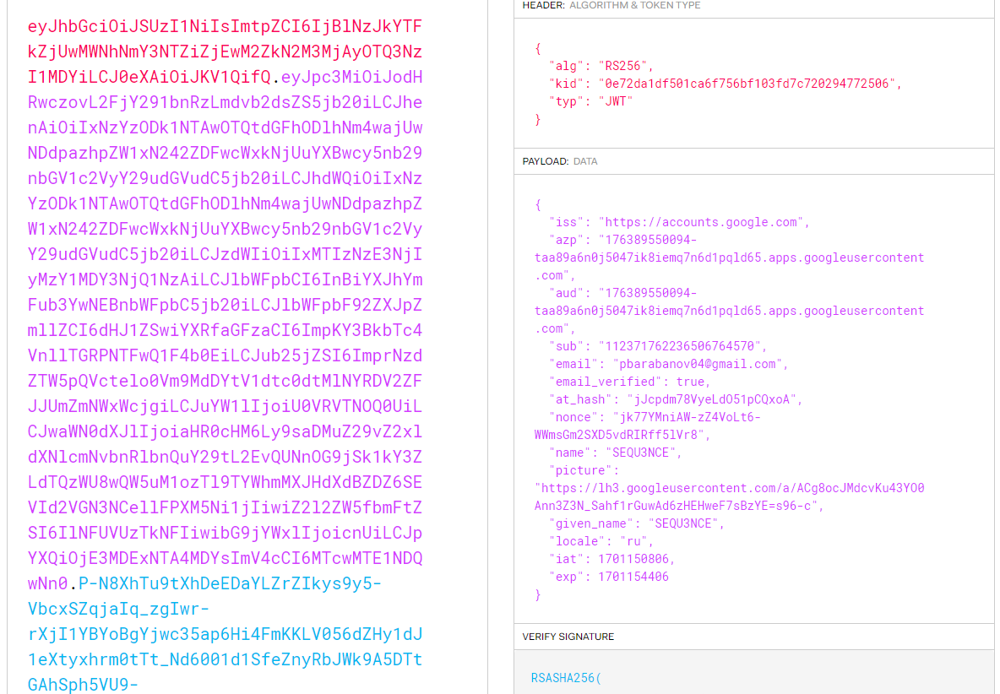 eyJhbGciOiJSUzI1NiIsImtpZCI6IjBlNzJkYTF
kZjUwMWNhNmY3NTZiZjEwM2ZkN2M3MjAyOTQ3Nz
I1MDYiLCJ0eXAiOiJKV1QifQ.eyJpc3MiOiJodH
RwczovL2FjY291bnRzLmdvb2dsZS5jb20iLCJhe
nAiOiIxNzYzODk1NTAwOTQtdGFhODlhNm4wajUw
NDdpazhpZW1xN242ZDFwcWxkNjUuYXBwcy5nb29
nbGV1c2VyY29udGVudC5jb20iLCJhdWQiOiIxNz
YzODk1NTAwOTQtdGFhODlhNm4wajUwNDdpazhpZ
W1xN242ZDFwcWxkNjUuYXBwcy5nb29nbGV1c2Vy
Y29udGVudC5jb20iLCJzdWIiOiIxMTIzNzE3NjI
yMzY1MDY3NjQ1NzAiLCJlbWFpbCI6InBiYXJhYm
Fub3YwNEBnbWFpbC5jb20iLCJlbWFpbF92ZXJpZ
mllZCI6dHJ1ZSwiYXRfaGFzaCI6ImpKY3BkbTc4
VnllTGRPNTFwQ1F4b0EiLCJub25jZSI6ImprNzd
ZTW5pQVctelo0Vm9MdDYtV1dtc0dtMlNYRDV2ZF
JJUmZmNWxWcjgiLCJuYW1lIjoiU0VRVTNOQ0UiL
CJwaWN0dXJlIjoiaHR0cHM6Ly9saDMuZ29vZ2xl
dXNlcmNvbnRlbnQuY29tL2EvQUNnOG9jSk1kY3Z
LdTQzWU8wQW5uM1ozTl9TYWhmMXJHdXdBZDZ6SE
VId2VGN3NCellFPXM5Ni1jIiwiZ2l2ZW5fbmFtZ
SI6IlNFUVUzTkNFIiwibG9jYWxlIjoicnUiLCJp
YXQiOjE3MDExNTA4MDYsImV4cCI6MTcwMTE1NDQ
wNn0.P-N8XhTu9tXhDeEDaYLZrZIkys9y5-
VbcxSZqjaIq_zgIwr-
rXjI1YBYoBgYjwc35ap6Hi4FmKKLV056dZHy1dJ
1eXtyxhrm0tTt_Nd6001d1SfeZnyRbJWk9A5DTt
GAhSph5VU9-
HEADER: ALGORITHM & TOKEN TYPE
{
"alg": "RS256",
"kid": "0e72da1df501ca6f756bf103fd7c720294772506",
"typ": "JWT"
}
PAYLOAD: DATA
{
"iss": "https://accounts.google.com",
"azp": "176389550094-
taa89a6n0j5047ik8iemq7n6d1pqld65.apps.googleusercontent
.com",
"aud": "176389550094-
taa89a6n0j5047ik8iemq7n6d1pqld65.apps.googleusercontent
.com",
"sub": "112371762236506764570",
"email": "pbarabanov04@gmail.com",
"email_verified": true,
"at_hash": "jJcpdm78VyeLdO51pCQxoA",
"nonce": "jk77YMniAW-zZ4VoLt6-
WWmsGm2SXD5vdRIRff5lVr8",
"name": "SEQU3NCE",
"picture":
"https://lh3.googleusercontent.com/a/ACg8ocJMdcvKu43YO0
Ann3Z3N_Sahf1rGuwAd6zHEHweF7sBzYE=s96-c",
"given_name": "SEQU3NCE",
"locale": "ru",
"iat": 1701150806,
"exp": 1701154406
}
VERIFY SIGNATURE
RSASHA256(